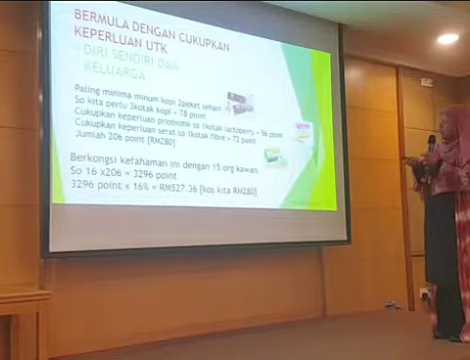 BERMULA DENGAN CUKUPKAN
KEPERLUAN UTK
- DIRI SENDIRI DAN
KELUARGA
Paling minima minum kopi 2peket sehari
So kita perlu 3kotak kopi = 78 point
Cukupkan keperluan priobiotik so 1kotak lactoberry = 56 point
Cukupkan keperluan serat so 1kotak fibre = 72 point
Jumlah 206 point [RM280]
Berkongsi kefahaman ini dengan 15 org kawan.
So 16 x206 = 3296 point
3296 point x 16% = RM527.36 [kos kita RM280]